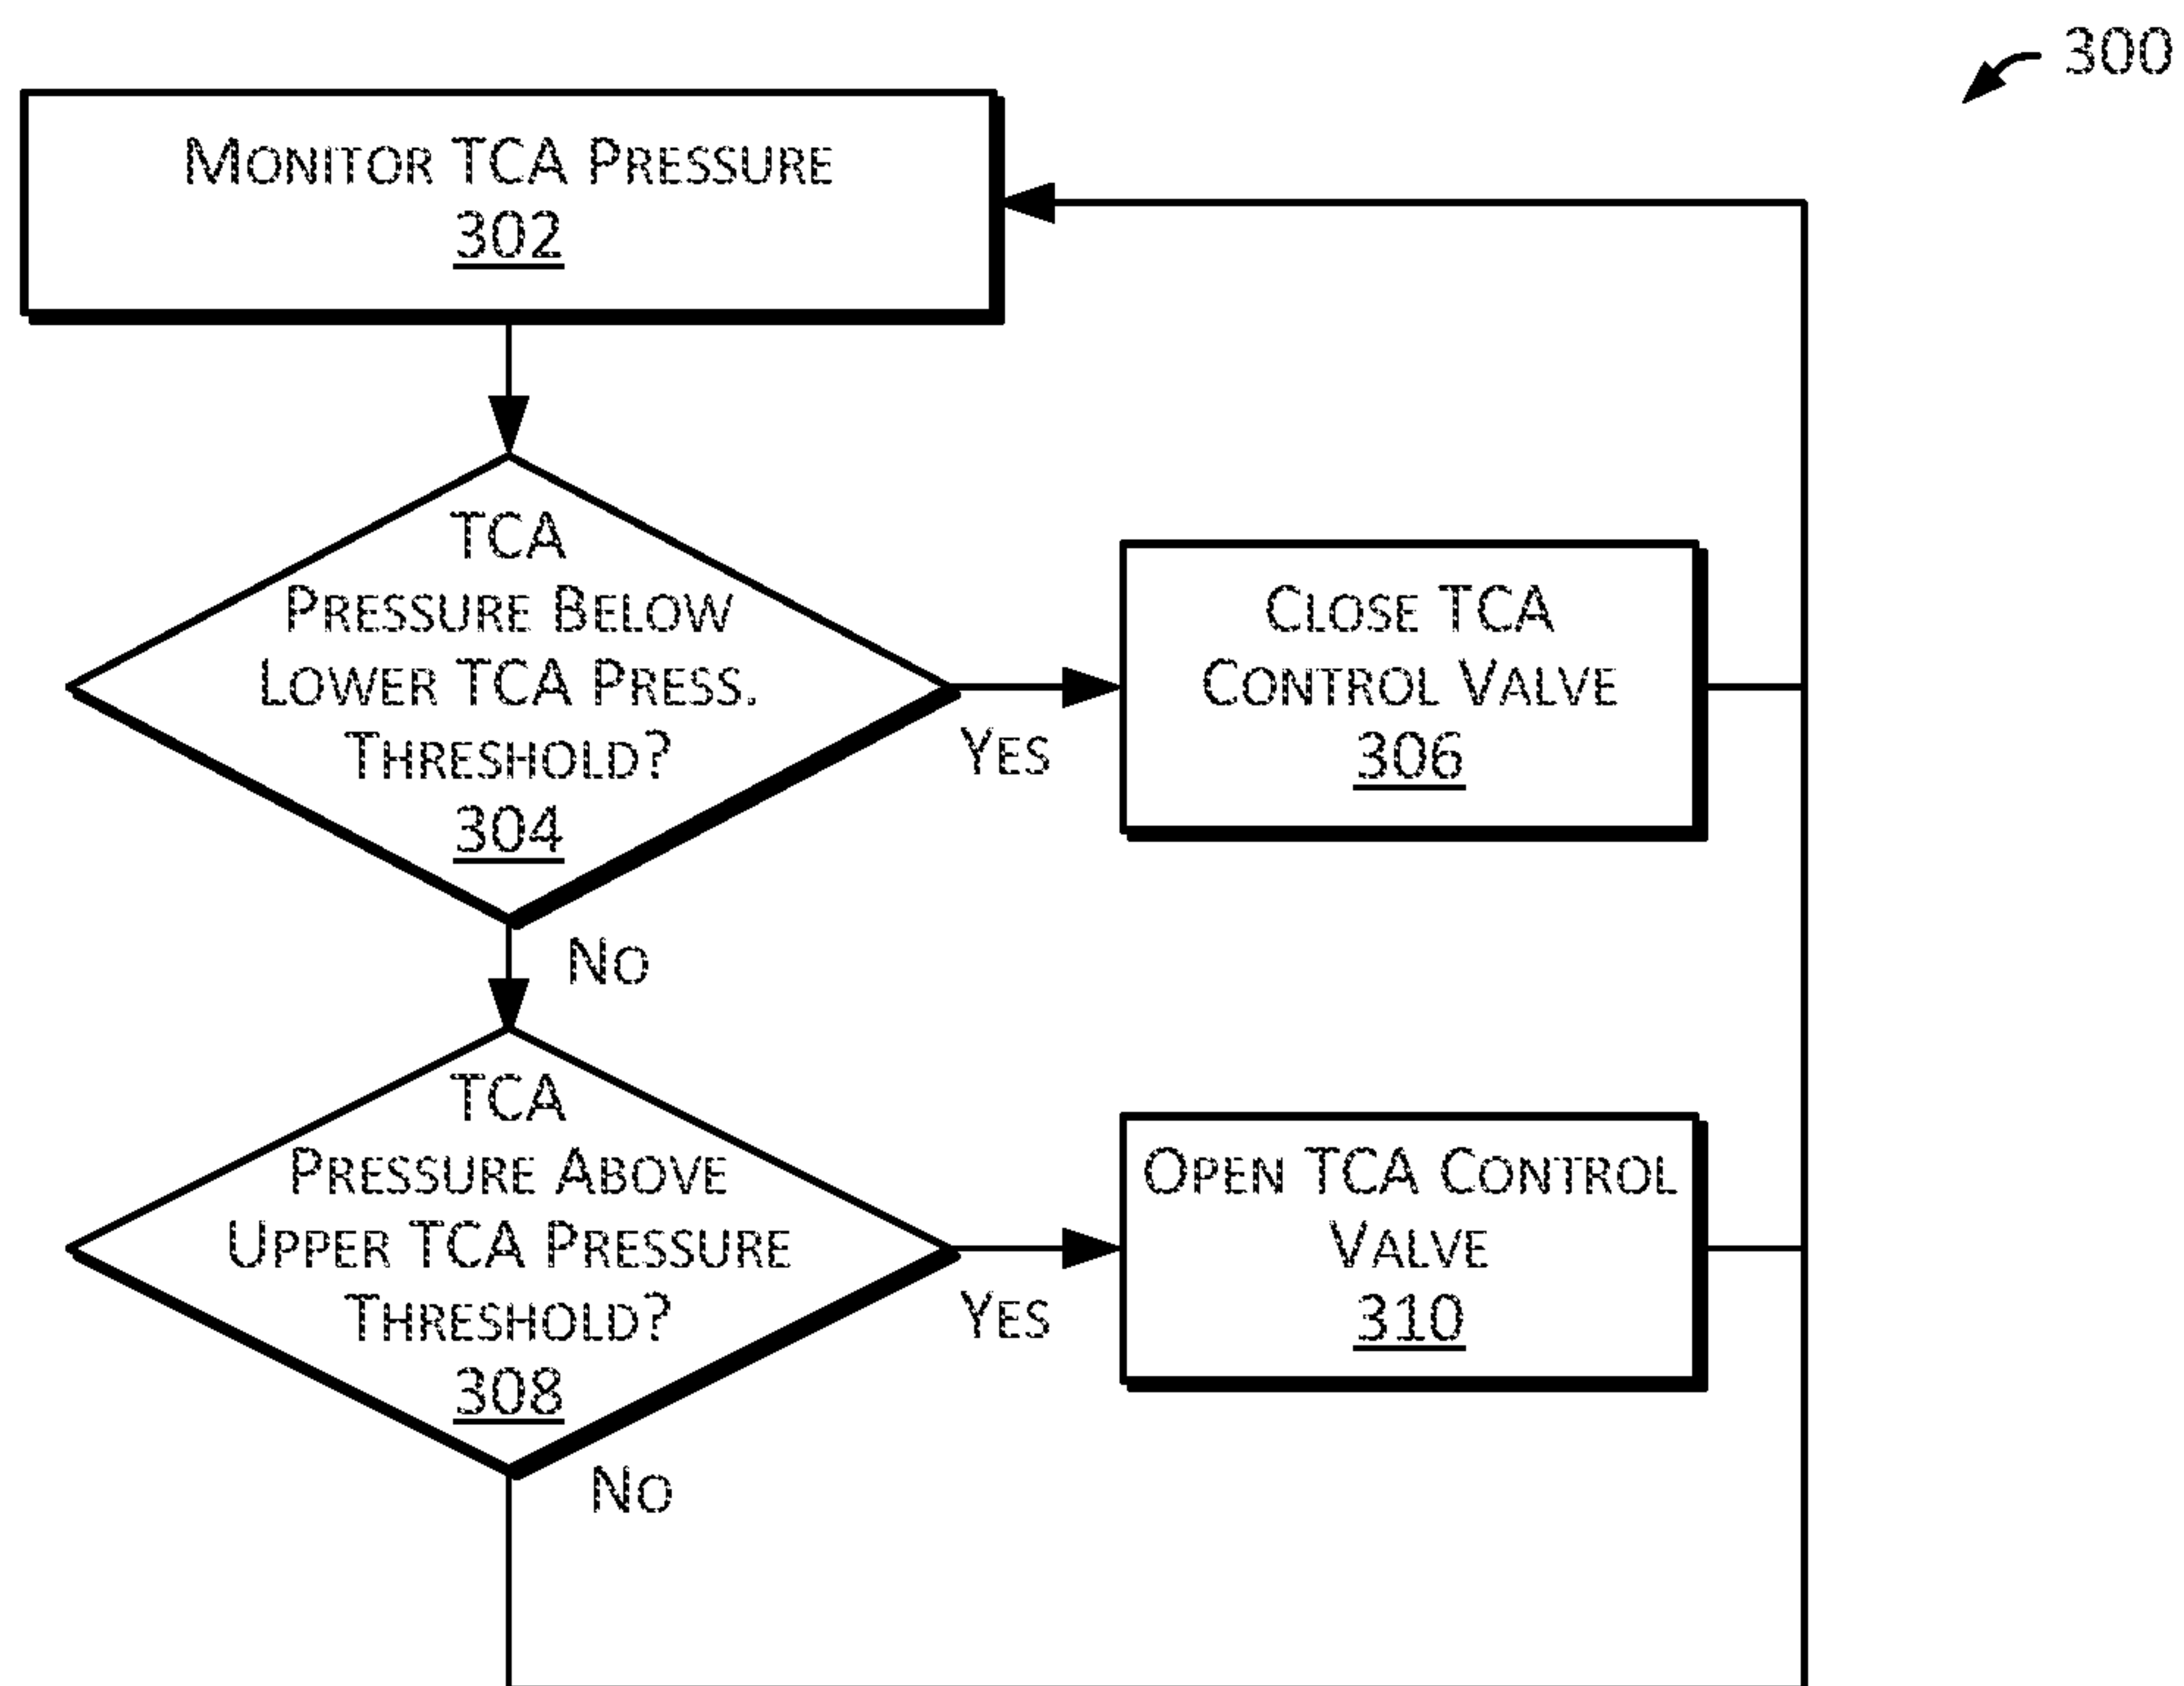 300
MONITOR TCA PRESSURE
302
TCA
PRESSURE BELOW
LOWER TCA PRESS.
THRESHOLD?
304
YES
CLOSE TCA
CONTROL VALVE
306
NO
TCA
PRESSURE ABOVE
UPPER TCA PRESSURE
THRESHOLD?
308
YES
OPEN TCA CONTROL
VALVE
310
NO